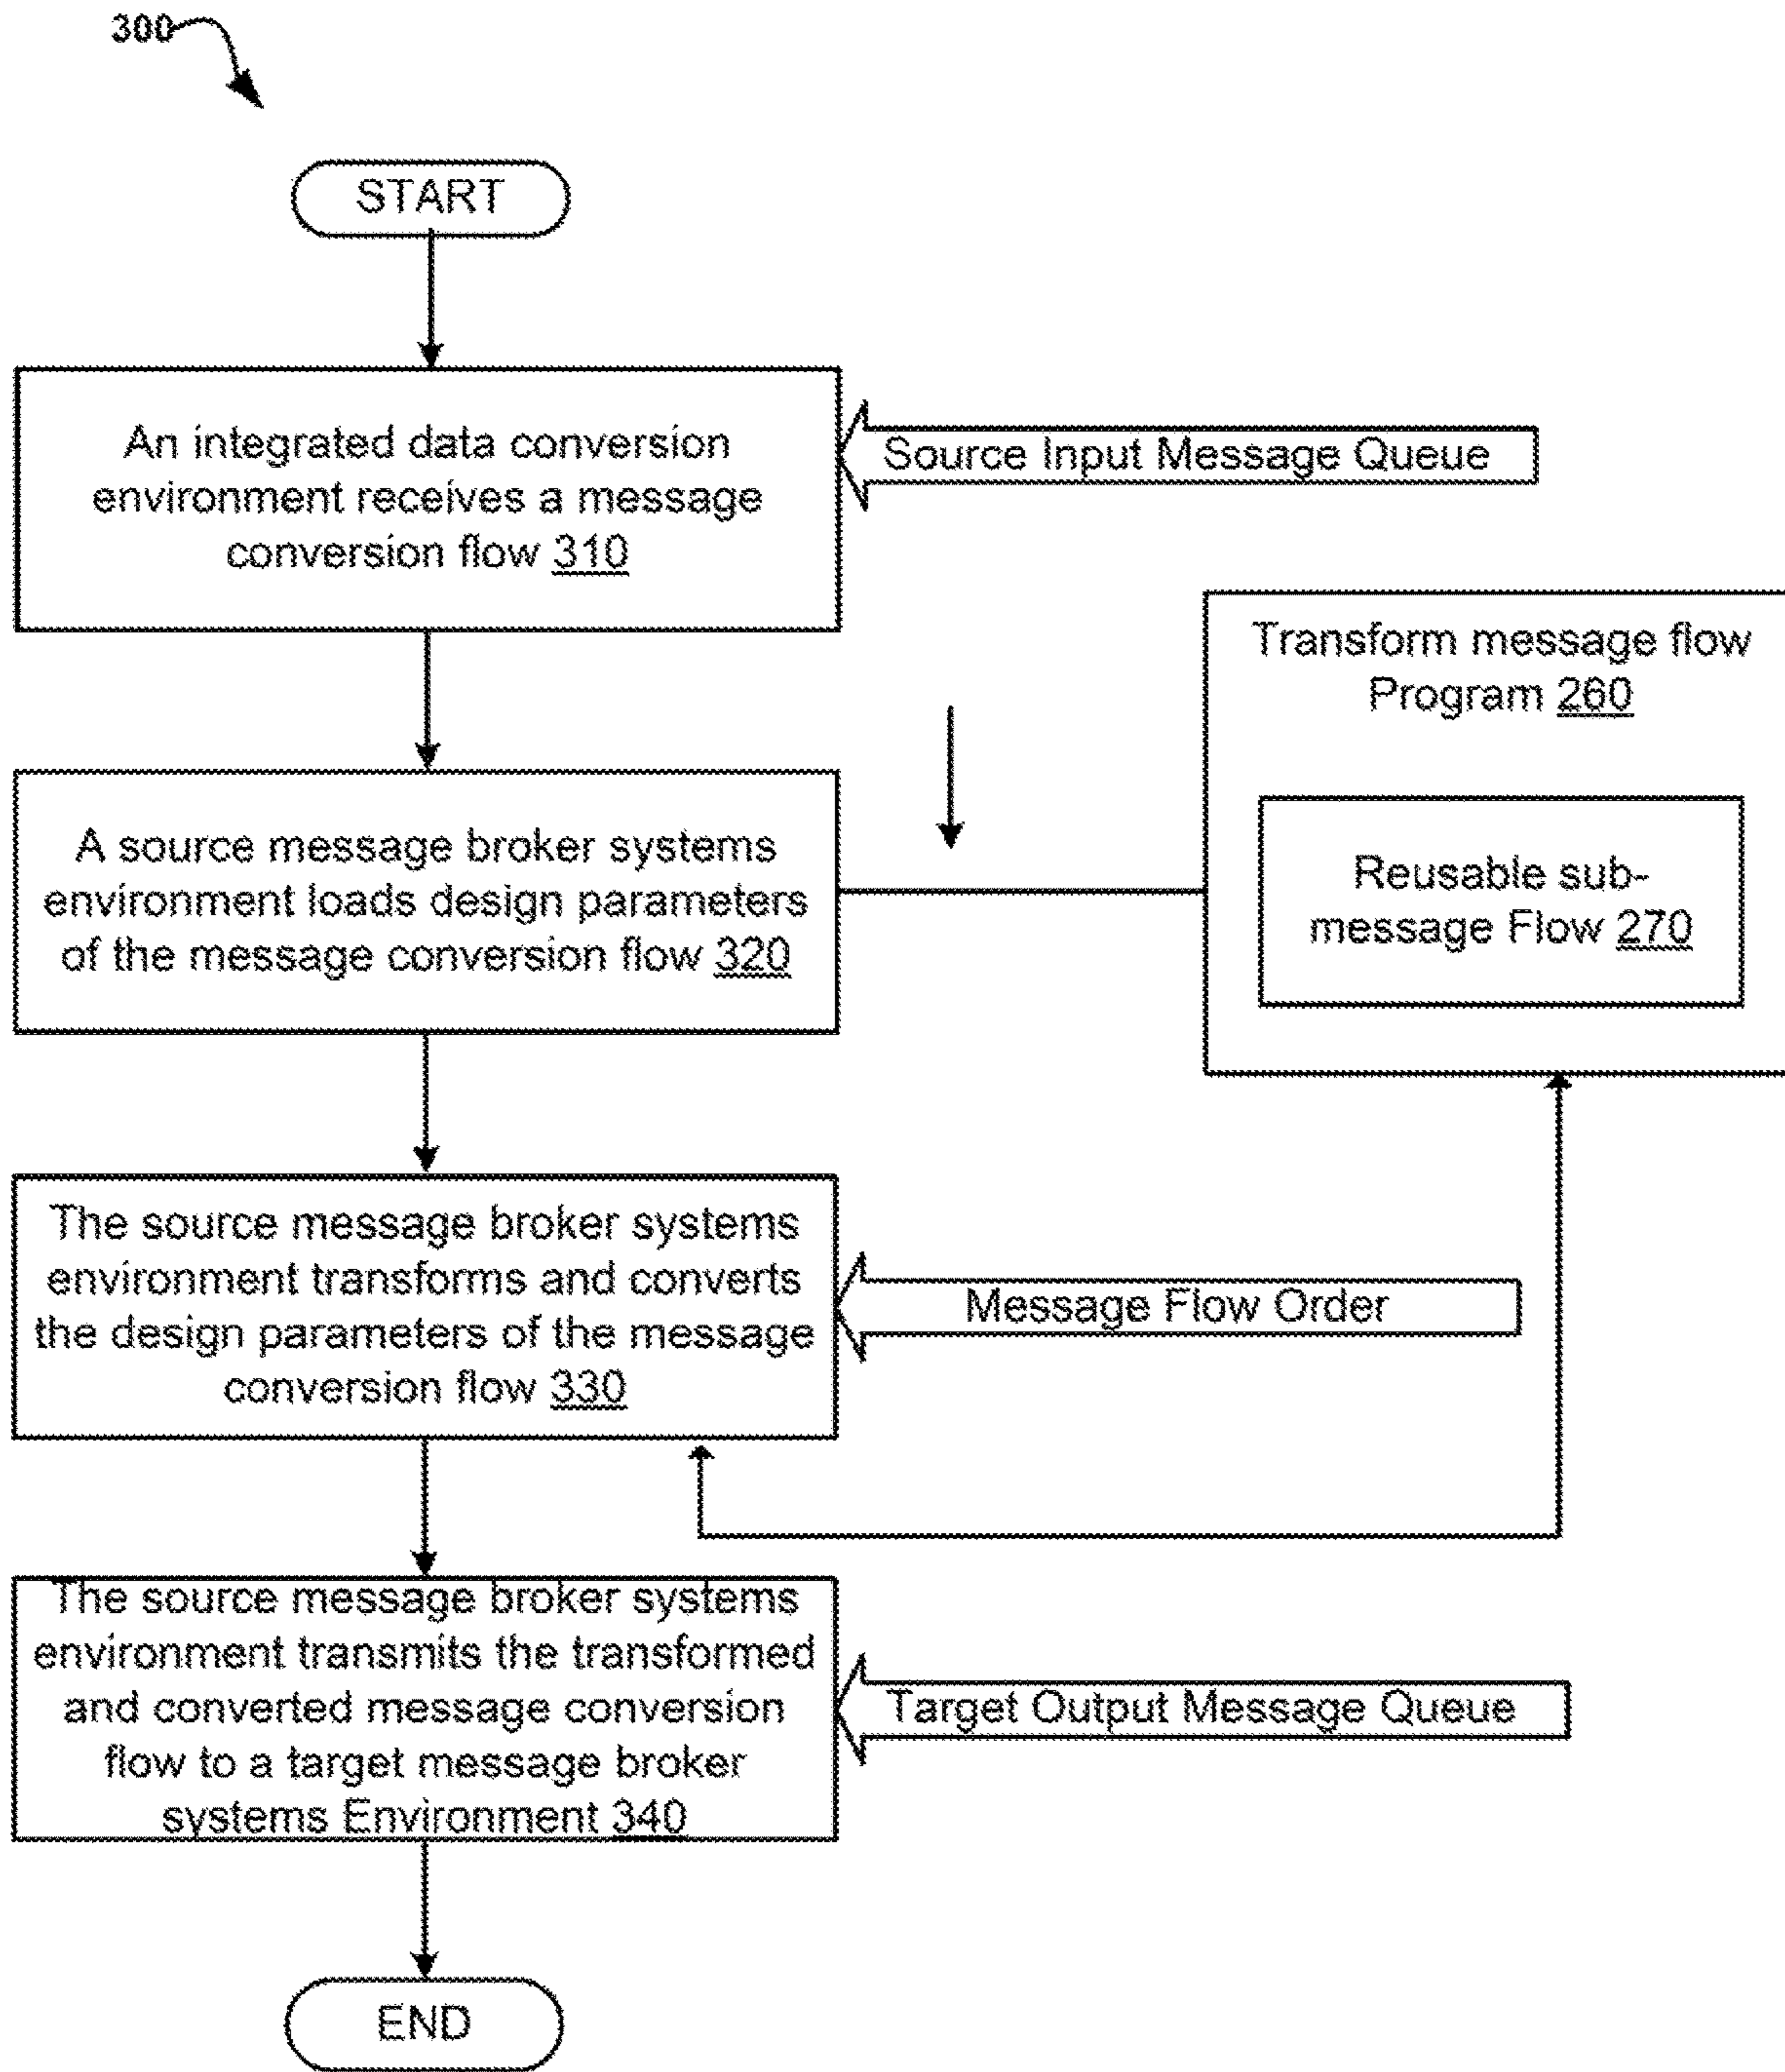 300
START
An integrated data conversion
environment receives a message
conversion flow 310
Source Input Message Queue
Transform message flow
Program 260
Reusable sub-
message Flow 270
A source message broker systems
environment loads design parameters
of the message conversion flow 320
The source message broker systems
environment transforms and converts
the design parameters of the message
conversion flow 330
Message Flow Order
The source message broker systems
environment transmits the transformed
and converted message conversion
flow to a target message broker
systems Environment 340
Target Output Message Queue
END